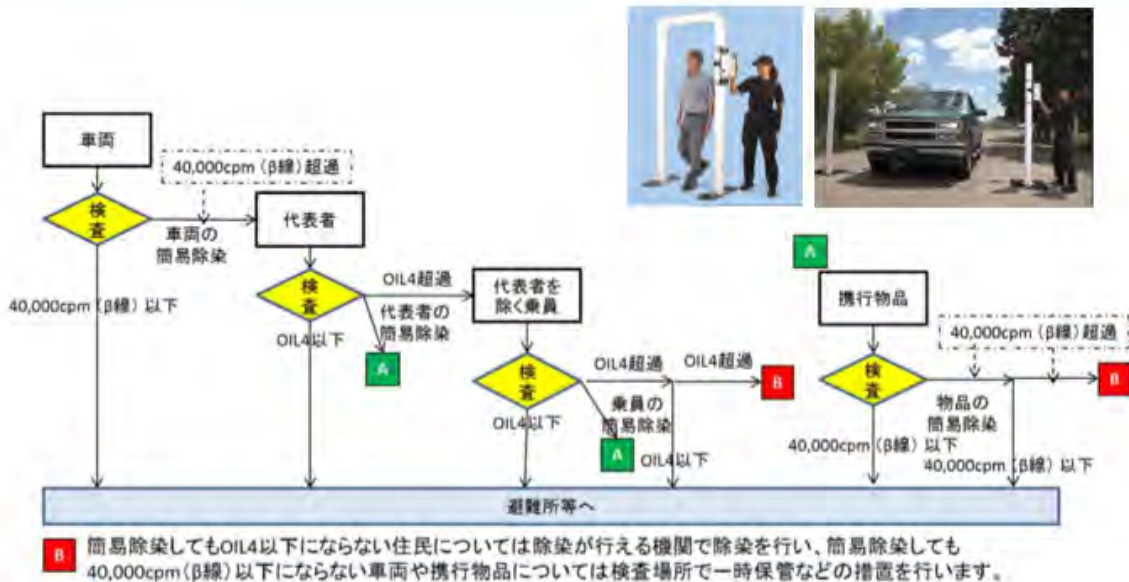 車両
40,000cpm（β線）超過
検
査
車両の
簡易除染
代表者
40,000cpm（β線）以下
検
査
OIL4超過
代表者の
簡易除染
OIL4以下
A
代表者を
除く乗員
検
査
OIL4超過
OIL4超過
B
乗員の
簡易除染
OIL4以下
A
OIL4以下
A
携行物品
40,000cpm（β線）超過
検
査
B
物品の
簡易除染
40,000cpm（β線）以下
40,000cpm（β線）以下
避難所等へ
B 簡易除染してもOIL4以下にならない住民については除染が行える機関で除染を行い、簡易除染しても
40,000cpm(β線)以下にならない車両や携行物品については検査場所で一時保管などの措置を行います。